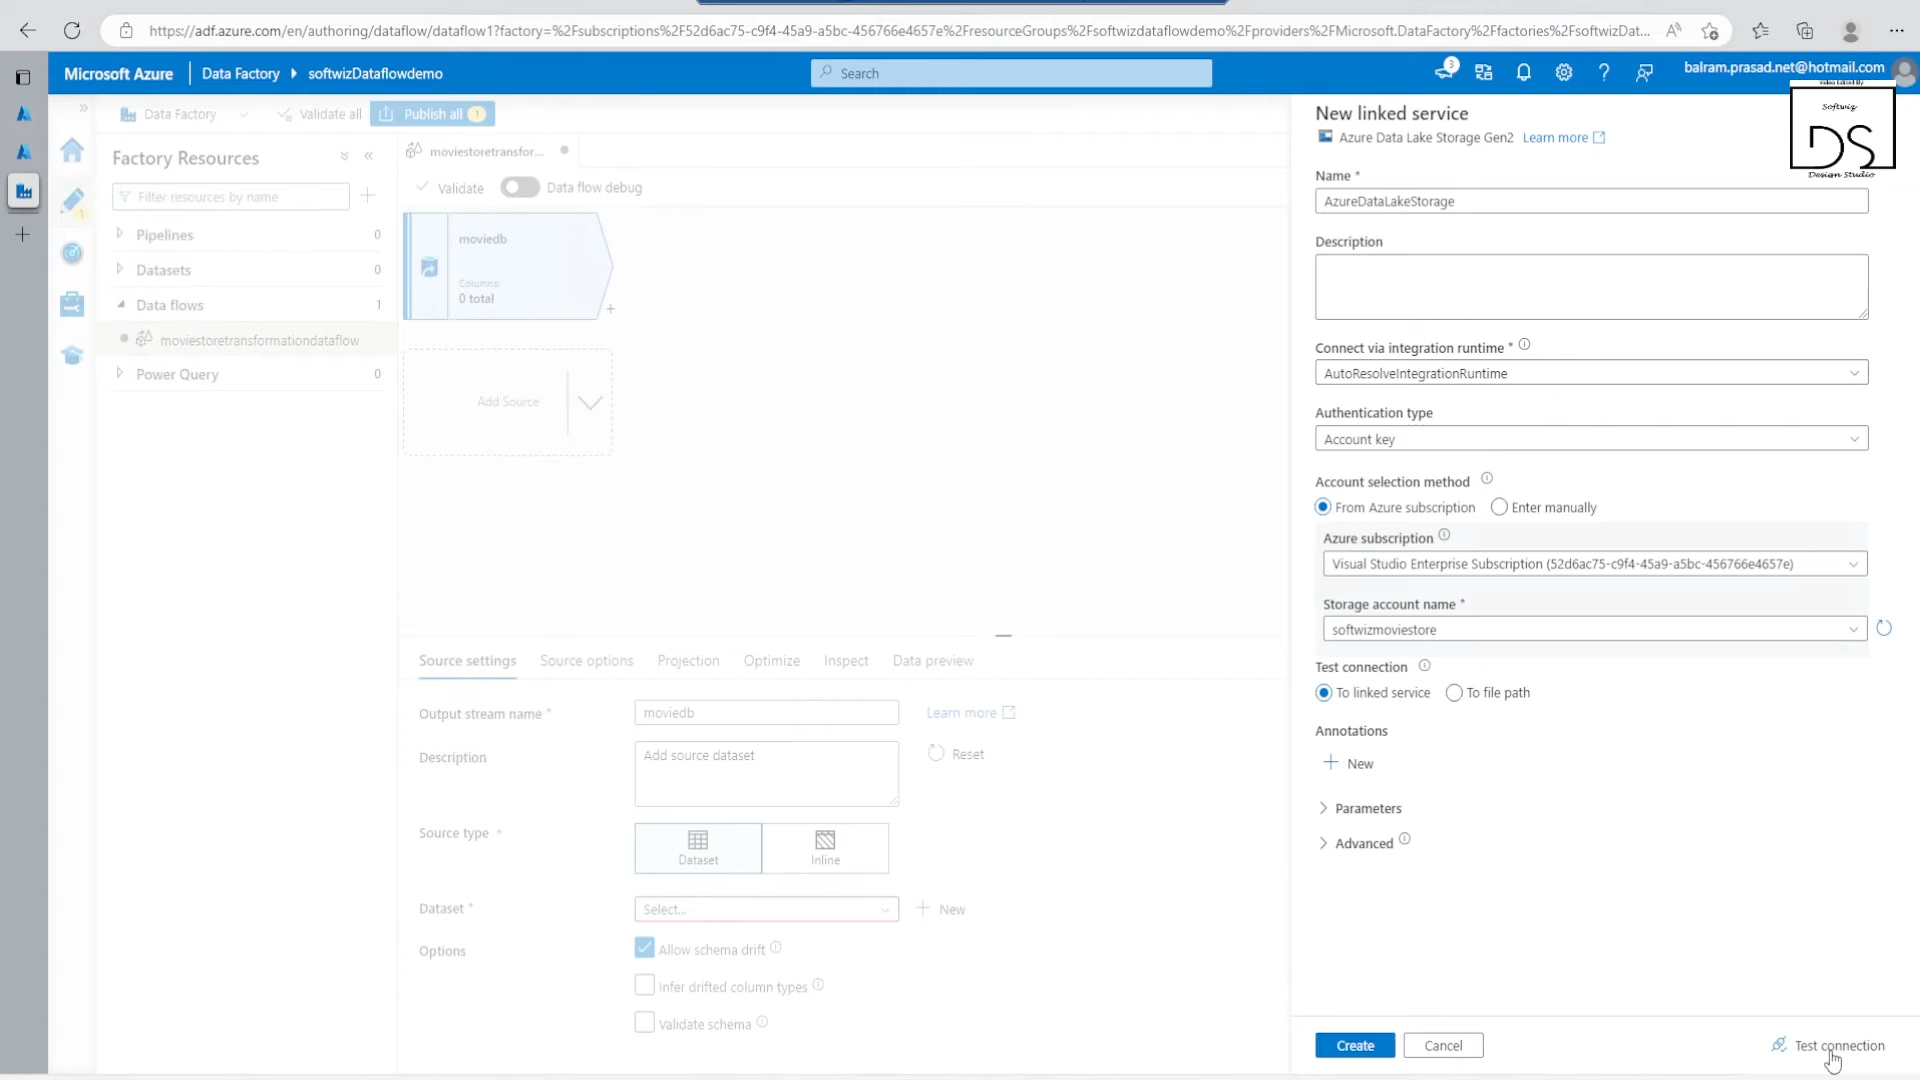 https://adf.azure.com/en/authoring/dataflow/dataflow1?factory=%2Fsubscriptions%2F52d6ac75-c9f4-45a9-a5bc-456766e4657e%2FresourceGroups%2Fsoftwizdataflowdemo%2Fproviders%2FMicrosoft.DataFactory%2Ffactories%2FsoftwizDat...
Microsoft Azure
Data Factory
softwizDataflowdemo
Search
3
balram.prasad.net@hotmail.com
Softwiz
DS
Design Studio
Data Factory
Validate all
Publish all 1
Factory Resources
Filter resources by name
Pipelines 0
Datasets 0
Data flows 1
moviestoretransformationdataflow
Power Query 0
1
moviestoretransfor...
Validate
Data flow debug
moviedb
Columns:
0 total
Add Source
Source settings
Source options
Projection
Optimize
Inspect
Data preview
Output stream name *
moviedb
Learn more
Description
Add source dataset
Reset
Source type *
Dataset
Inline
Dataset *
Select...
New
Options
Allow schema drift
Infer drifted column types
Validate schema
New linked service
Azure Data Lake Storage Gen2 Learn more
Name *
AzureDataLakeStorage
Description
Connect via integration runtime *
AutoResolveIntegrationRuntime
Authentication type
Account key
Account selection method
From Azure subscription
Enter manually
Azure subscription
Visual Studio Enterprise Subscription (52d6ac75-c9f4-45a9-a5bc-456766e4657e)
Storage account name *
softwizmoviestore
Test connection
To linked service
To file path
Annotations
New
Parameters
Advanced
Create
Cancel
Test connection